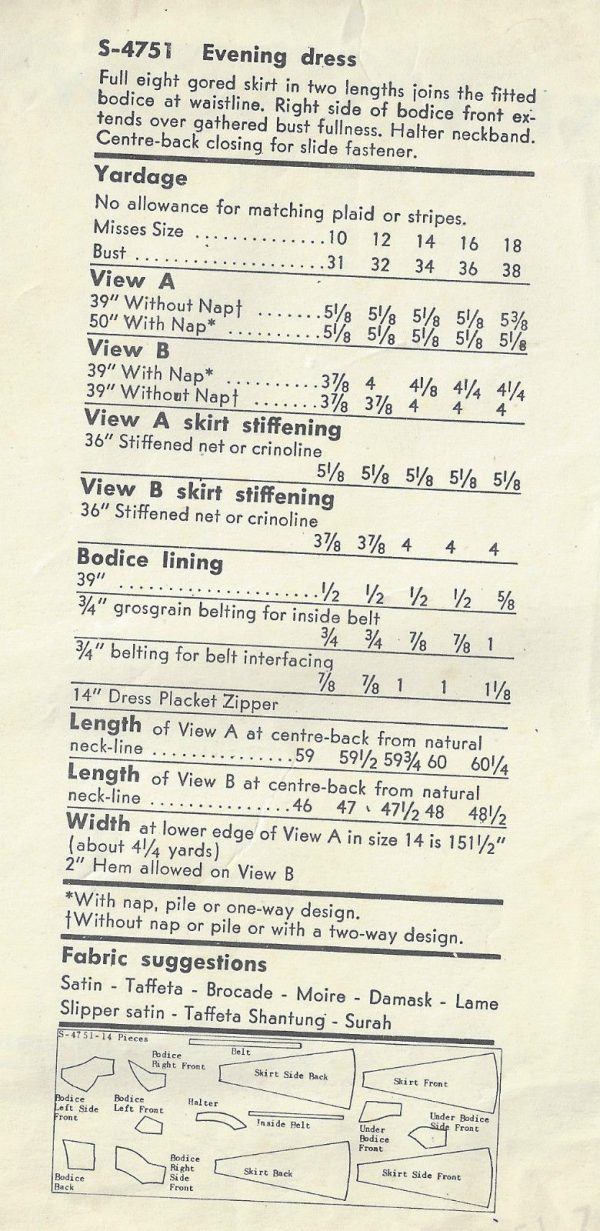 S-4751 Evening dress
Full eight gored skirt in two lengths joins the fitted
bodice at waistline. Right side of bodice front ex-
tends over gathered bust fullness. Halter neckband.
Centre-back closing for slide fastener.
Yardage
No allowance for matching plaid or stripes.
Misses Size .............10 12 14 16 18
Bust ....................31 32 34 36 38
View A
39" Without Nap† .......5⅛ 5⅛ 5⅛ 5⅛ 5⅜
50" With Nap* ..........5⅛ 5⅛ 5⅛ 5⅛ 5⅛
View B
39" With Nap* ..........3⅞ 4 4⅛ 4¼ 4¼
39" Without Nap† .......3⅞ 3⅞ 4 4 4
View A skirt stiffening
36" Stiffened net or crinoline
5⅛ 5⅛ 5⅛ 5⅛ 5⅛
View B skirt stiffening
36" Stiffened net or crinoline
3⅞ 3⅞ 4 4 4
Bodice lining
39" .....................½ ½ ½ ½ ⅝
¾" grosgrain belting for inside belt
¾ ¾ ⅞ ⅞ 1
¾" belting for belt interfacing
⅞ ⅞ 1 1 1⅛
14" Dress Placket Zipper
Length of View A at centre-back from natural
neck-line ...............59 59½ 59¾ 60 60¼
Length of View B at centre-back from natural
neck-line ...............46 47 47½ 48 48½
Width at lower edge of View A in size 14 is 151½"
(about 4¼ yards)
2" Hem allowed on View B
*With nap, pile or one-way design.
†Without nap or pile or with a two-way design.
Fabric suggestions
Satin - Taffeta - Brocade - Moire - Damask - Lame
Slipper satin - Taffeta Shantung - Surah
S-4751-14 Pieces
Belt
Bodice
Right Front
Skirt Side Back
Skirt Front
Bodice
Left Side
Front
Bodice
Left Front
Halter
Inside Belt
Under
Bodice
Front
Under Bodice
Side Front
Bodice
Back
Bodice
Right
Side
Front
Skirt Back
Skirt Side Front